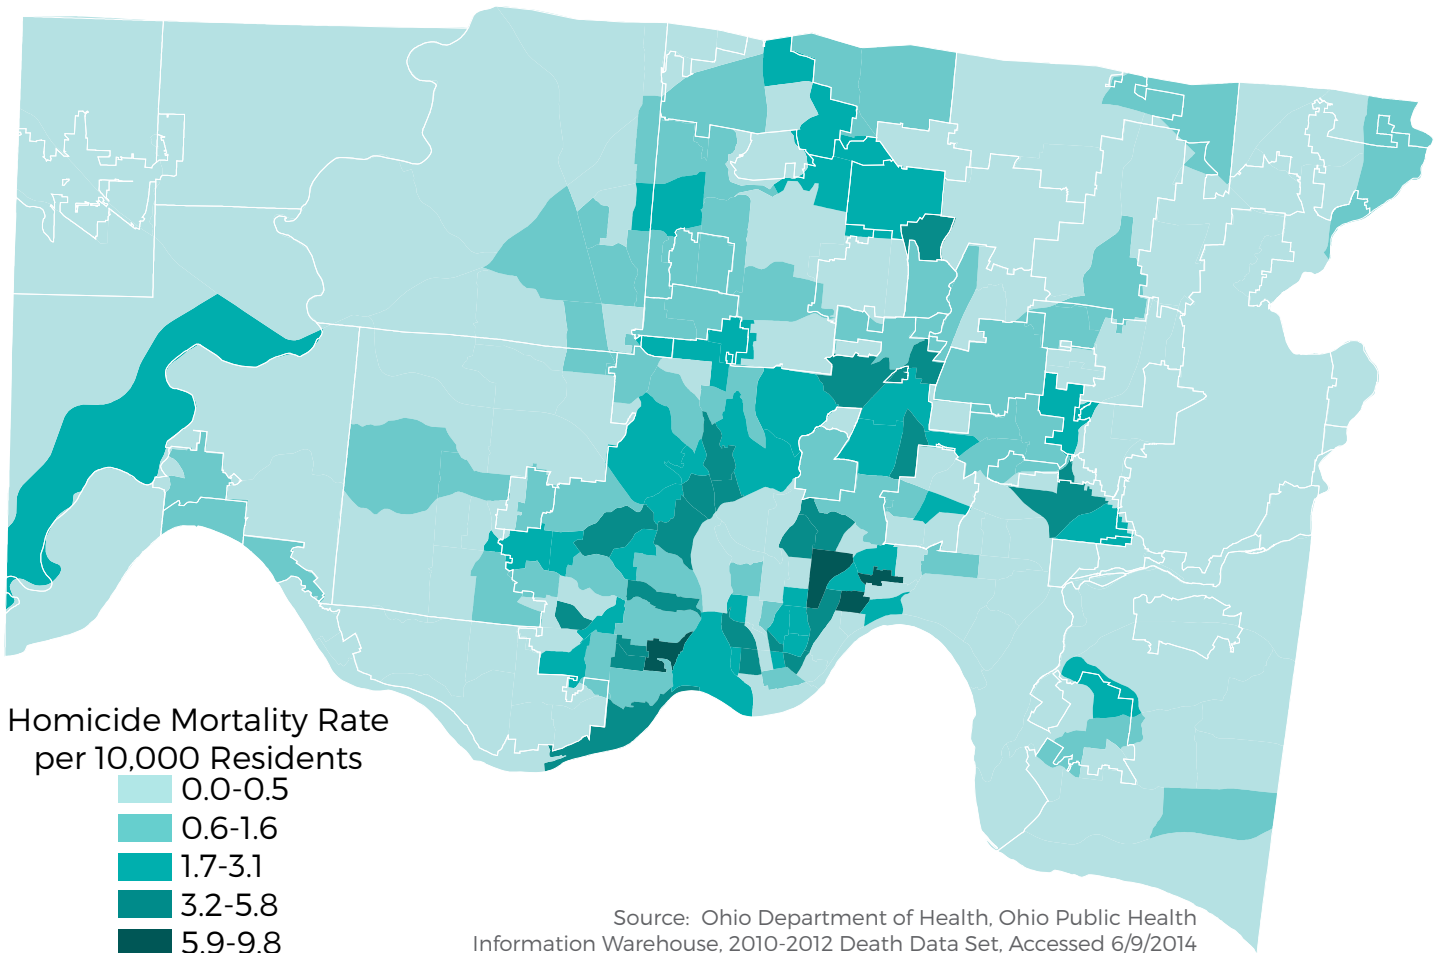 Homicide Mortality Rate
per 10,000 Residents
0.0-0.5
0.6-1.6
1.7-3.1
3.2-5.8
5.9-9.8
Source: Ohio Department of Health, Ohio Public Health
Information Warehouse, 2010-2012 Death Data Set, Accessed 6/9/2014